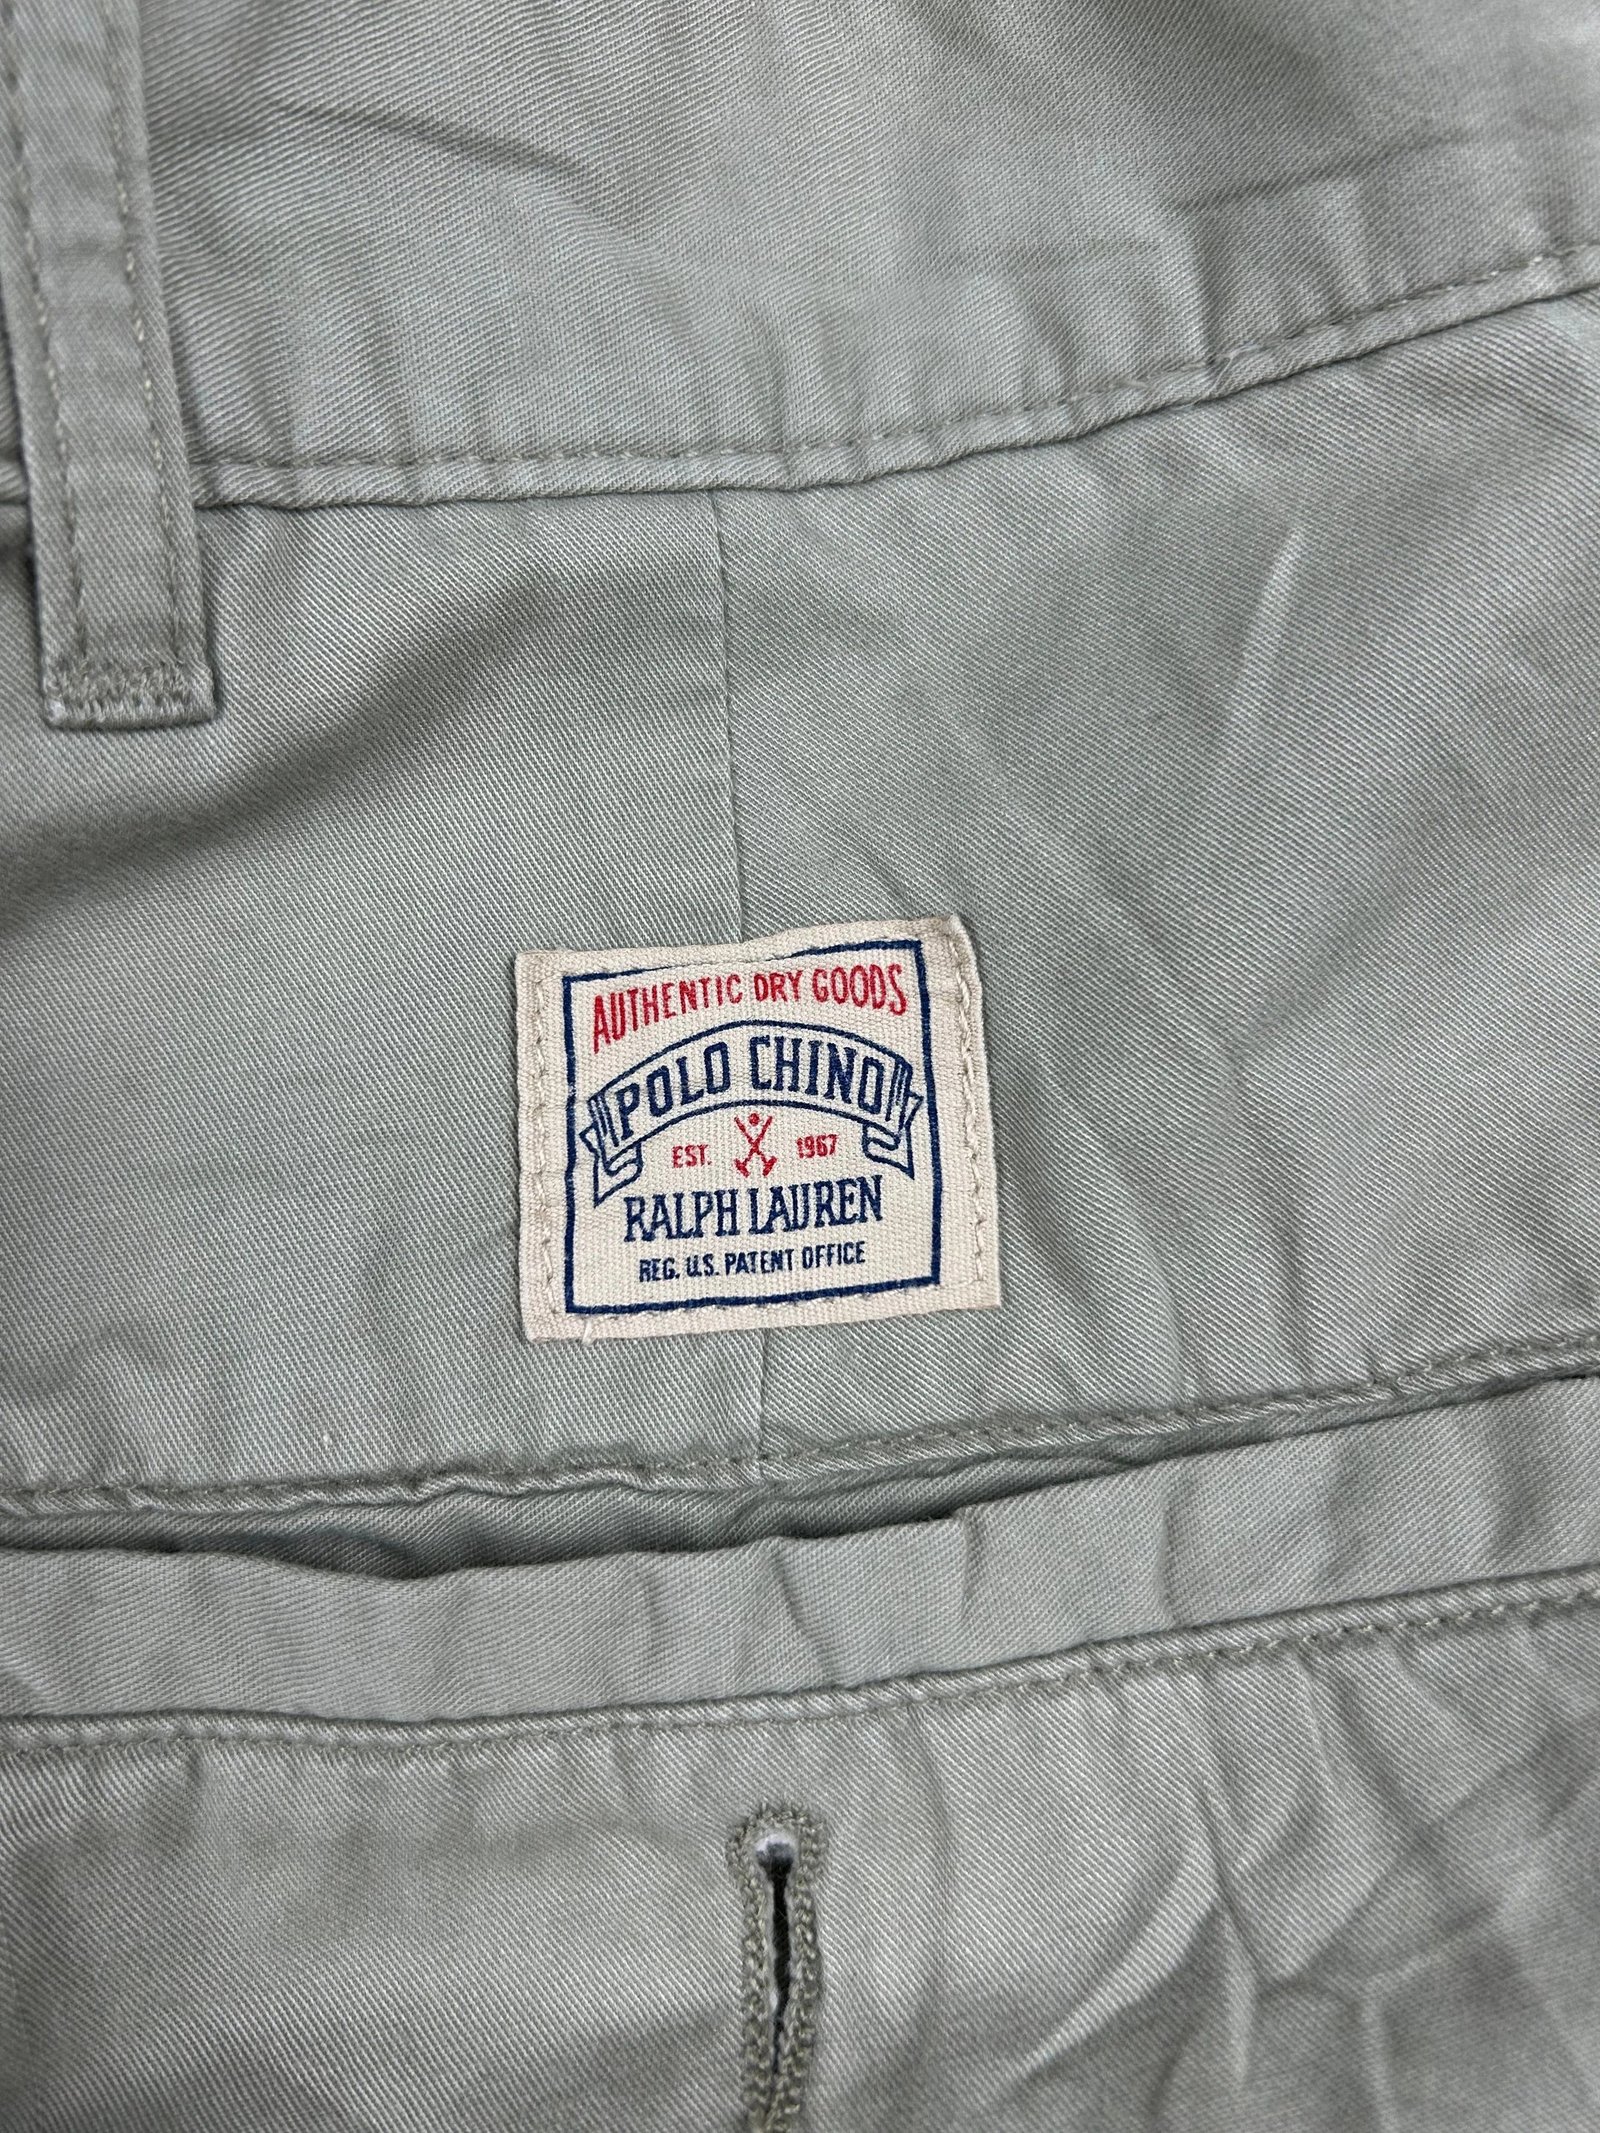 AUTHENTIC DRY GOODS
POLO CHINO
EST. 1967
RALPH LAUREN
REG. U.S. PATENT OFFICE